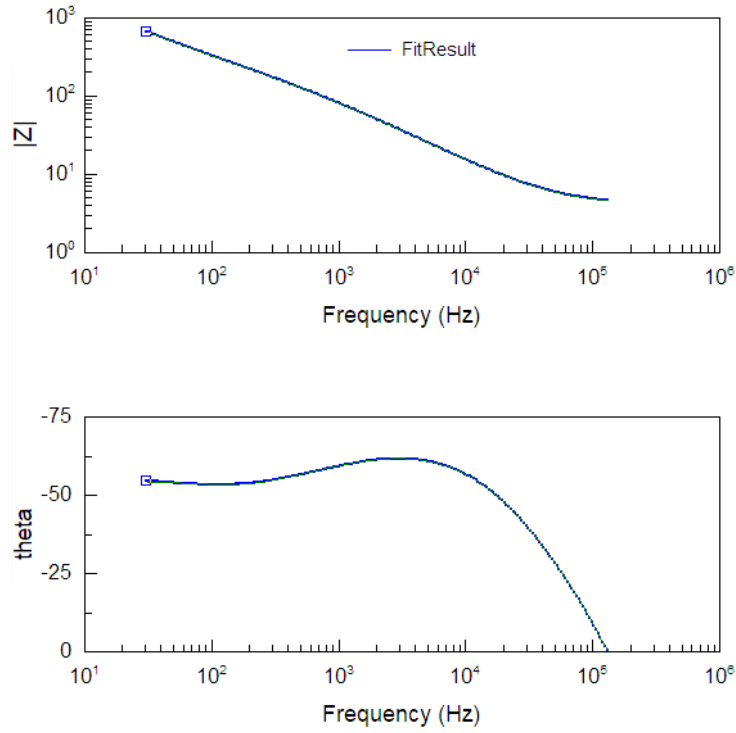 10³
FitResult
10²
|Z|
10¹
10⁰
10¹ 10² 10³ 10⁴ 10⁵ 10⁶
Frequency (Hz)
-75
-50
theta
-25
0
10¹ 10² 10³ 10⁴ 10⁵ 10⁶
Frequency (Hz)